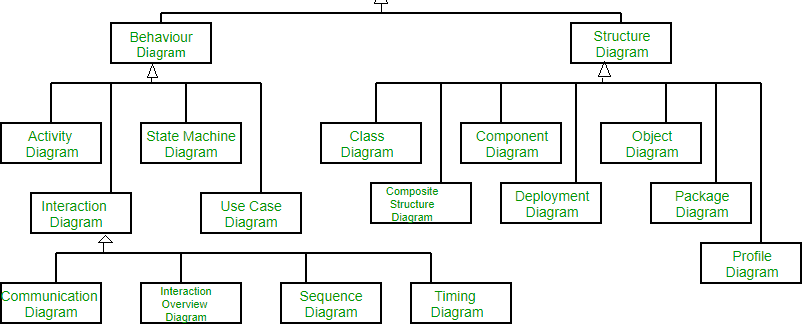 Behaviour
Diagram
Structure
Diagram
Activity
Diagram
State Machine
Diagram
Class
Diagram
Component
Diagram
Object
Diagram
Interaction
Diagram
Use Case
Diagram
Composite
Structure
Diagram
Deployment
Diagram
Package
Diagram
Profile
Diagram
Communication
Diagram
Interaction
Overview
Diagram
Sequence
Diagram
Timing
Diagram